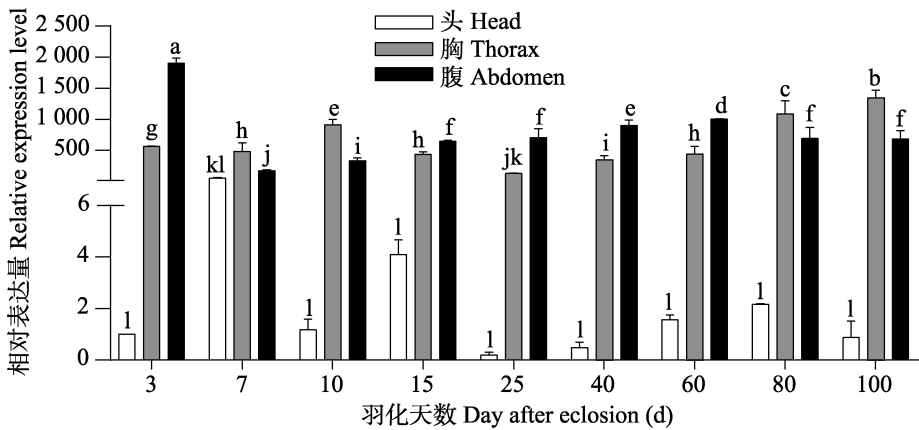 头 Head
胸 Thorax
腹 Abdomen
相对表达量 Relative expression level
2 500
2 000
1 500
1 000
500
6
4
2
0
l g a
kl h j
l e i
l h f
l jk f
l i e
l h d
l c f
l b f
3 7 10 15 25 40 60 80 100
羽化天数 Day after eclosion (d)